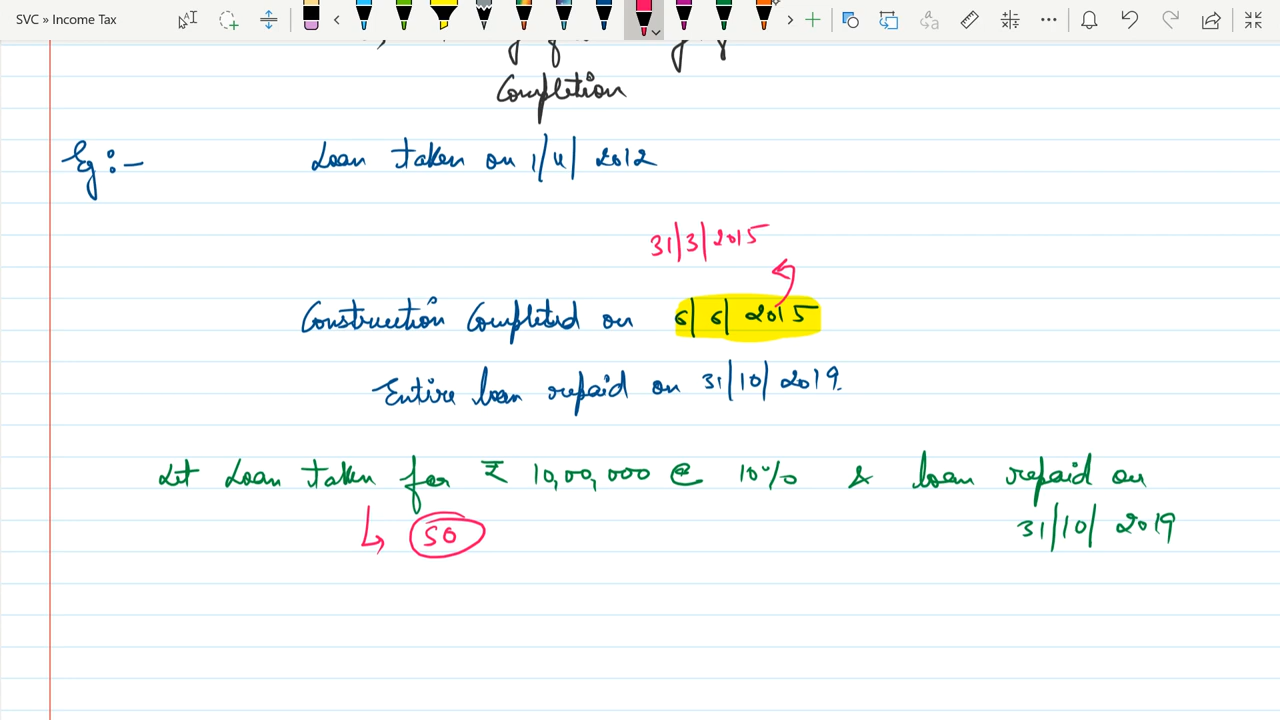 SVC » Income Tax
Completion
Eg :- Loan taken on 1/4/2012
31/3/2015
Construction Completed on 6/6/2015
Entire loan repaid on 31/10/2019.
Let Loan taken for ₹ 10,00,000 @ 10% & loan repaid on
31/10/2019
↳ SO